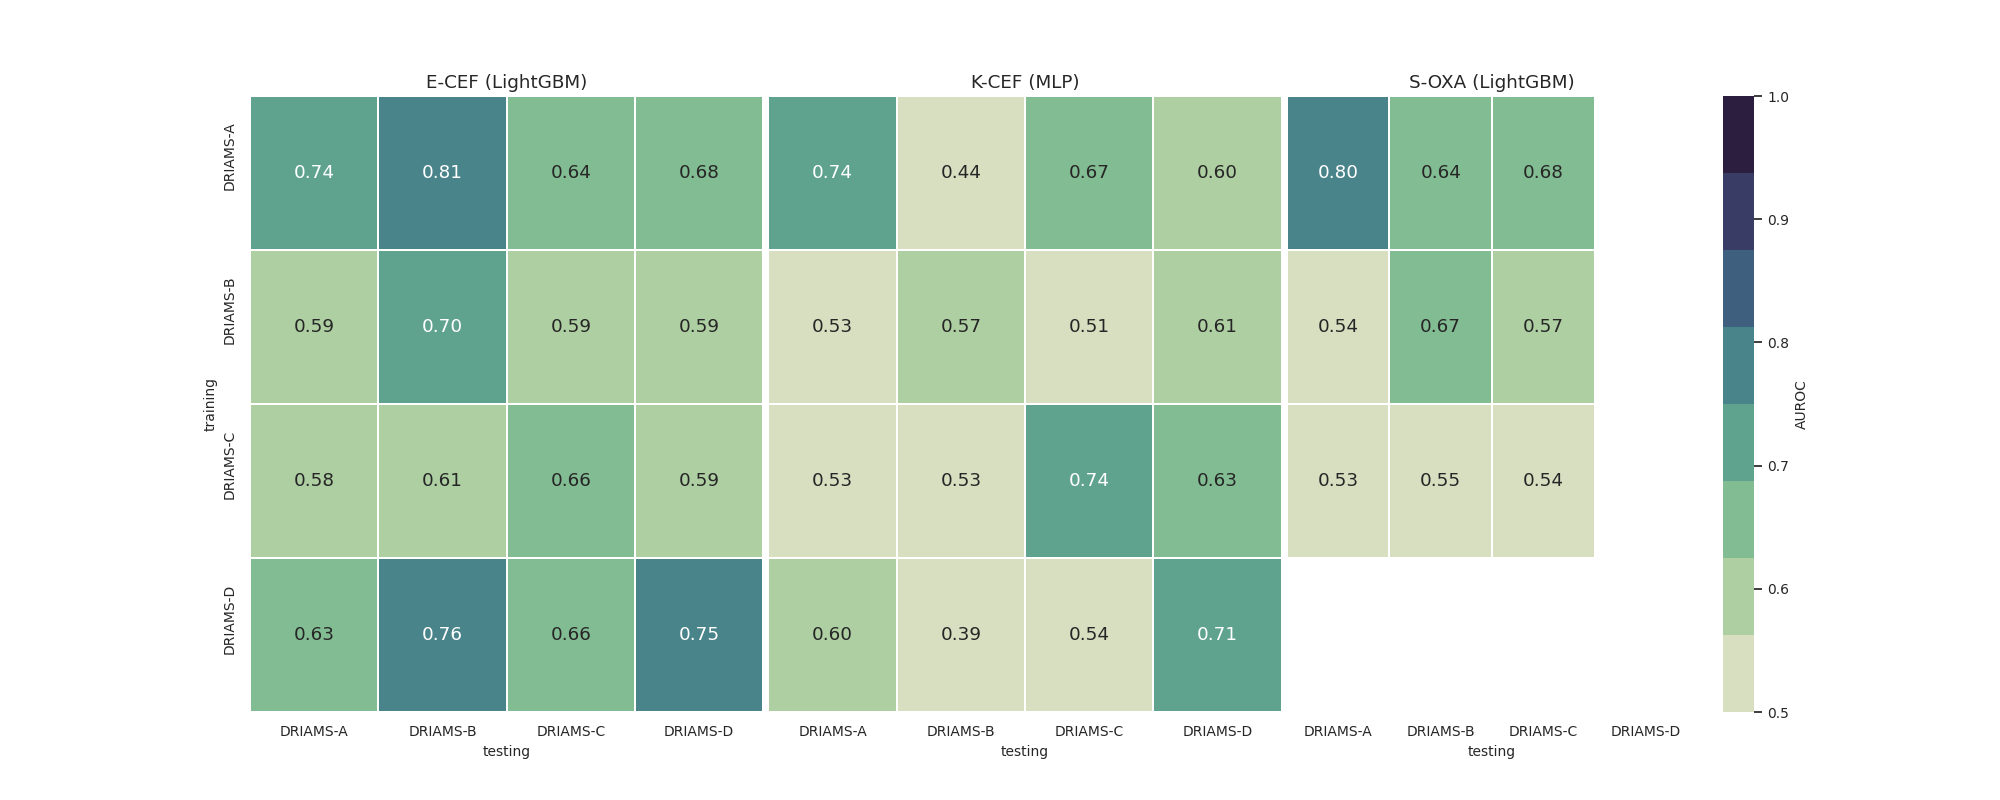 E-CEF (LightGBM) K-CEF (MLP) S-OXA (LightGBM)
1.0
DRIAMS-A 0.74 0.81 0.64 0.68 0.74 0.44 0.67 0.60 0.80 0.64 0.68
0.9
DRIAMS-B 0.59 0.70 0.59 0.59 0.53 0.57 0.51 0.61 0.54 0.67 0.57
0.8
training
AUROC
0.7
DRIAMS-C 0.58 0.61 0.66 0.59 0.53 0.53 0.74 0.63 0.53 0.55 0.54
0.6
DRIAMS-D 0.63 0.76 0.66 0.75 0.60 0.39 0.54 0.71
0.5
DRIAMS-A DRIAMS-B DRIAMS-C DRIAMS-D DRIAMS-A DRIAMS-B DRIAMS-C DRIAMS-D DRIAMS-A DRIAMS-B DRIAMS-C DRIAMS-D
testing testing testing